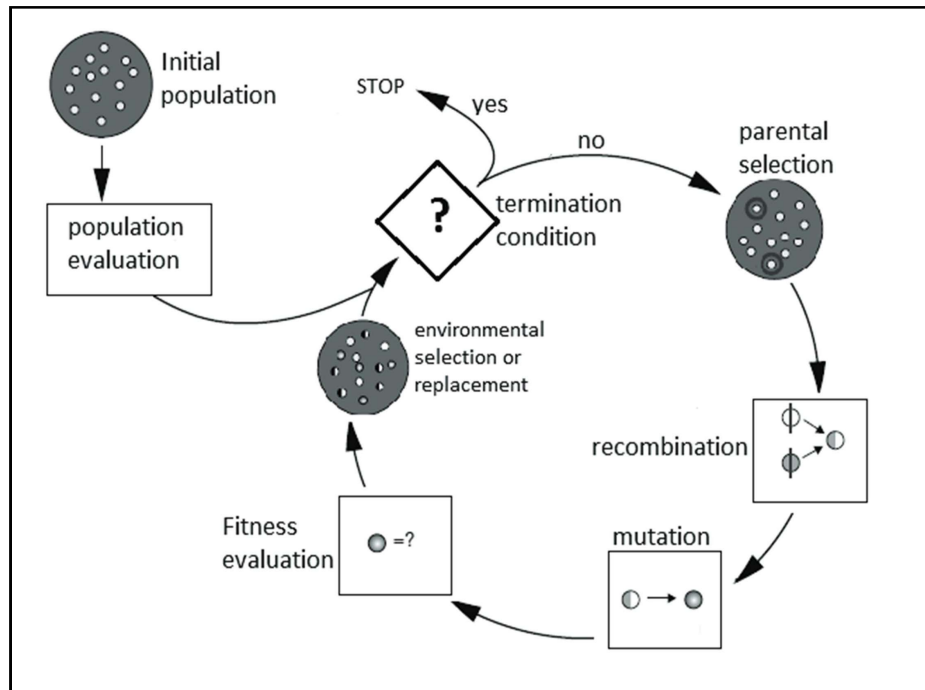 Initial
population
population
evaluation
STOP
yes
no
?
termination
condition
parental
selection
recombination
mutation
Fitness
evaluation
=?
environmental
selection or
replacement